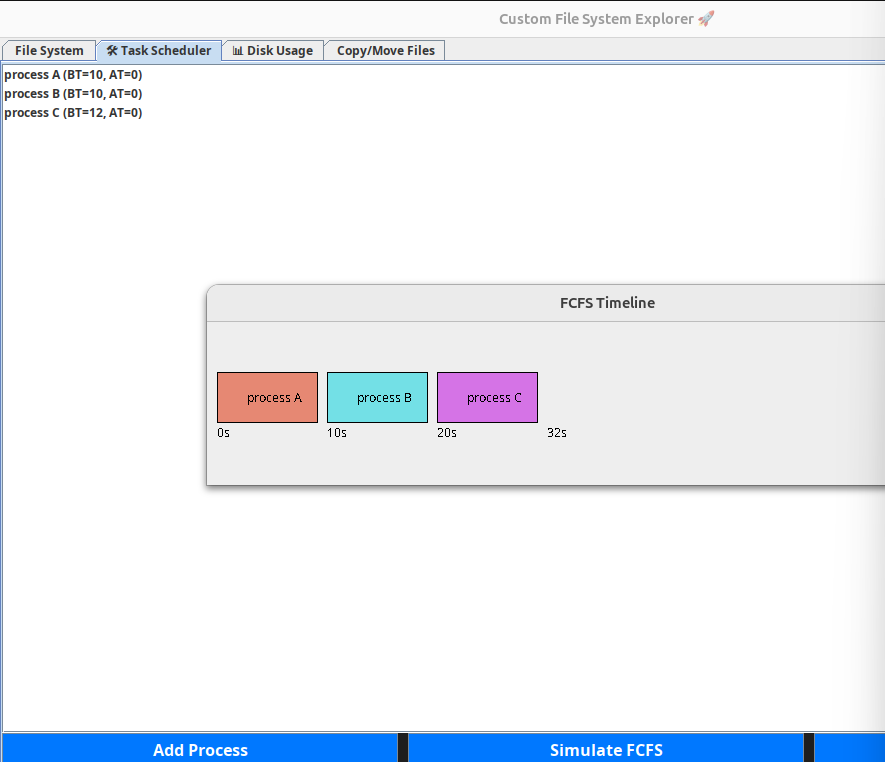 Custom File System Explorer 🚀
File System
🛠 Task Scheduler
📊 Disk Usage
Copy/Move Files
process A (BT=10, AT=0)
process B (BT=10, AT=0)
process C (BT=12, AT=0)
FCFS Timeline
process A
process B
process C
0s
10s
20s
32s
Add Process
Simulate FCFS